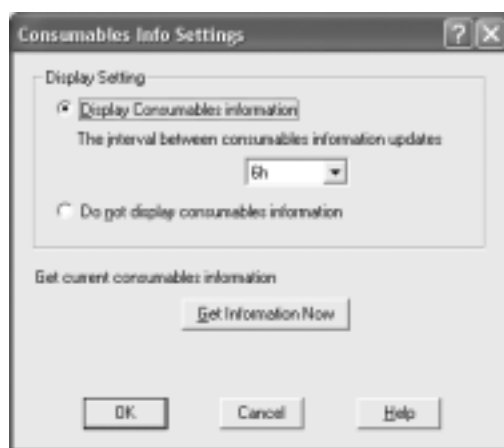 Consumables Info Settings
Display Setting
Display Consumables information
The interval between consumables information updates
6h
Do not display consumables information
Get current consumables information
Get Information Now
OK
Cancel
Help